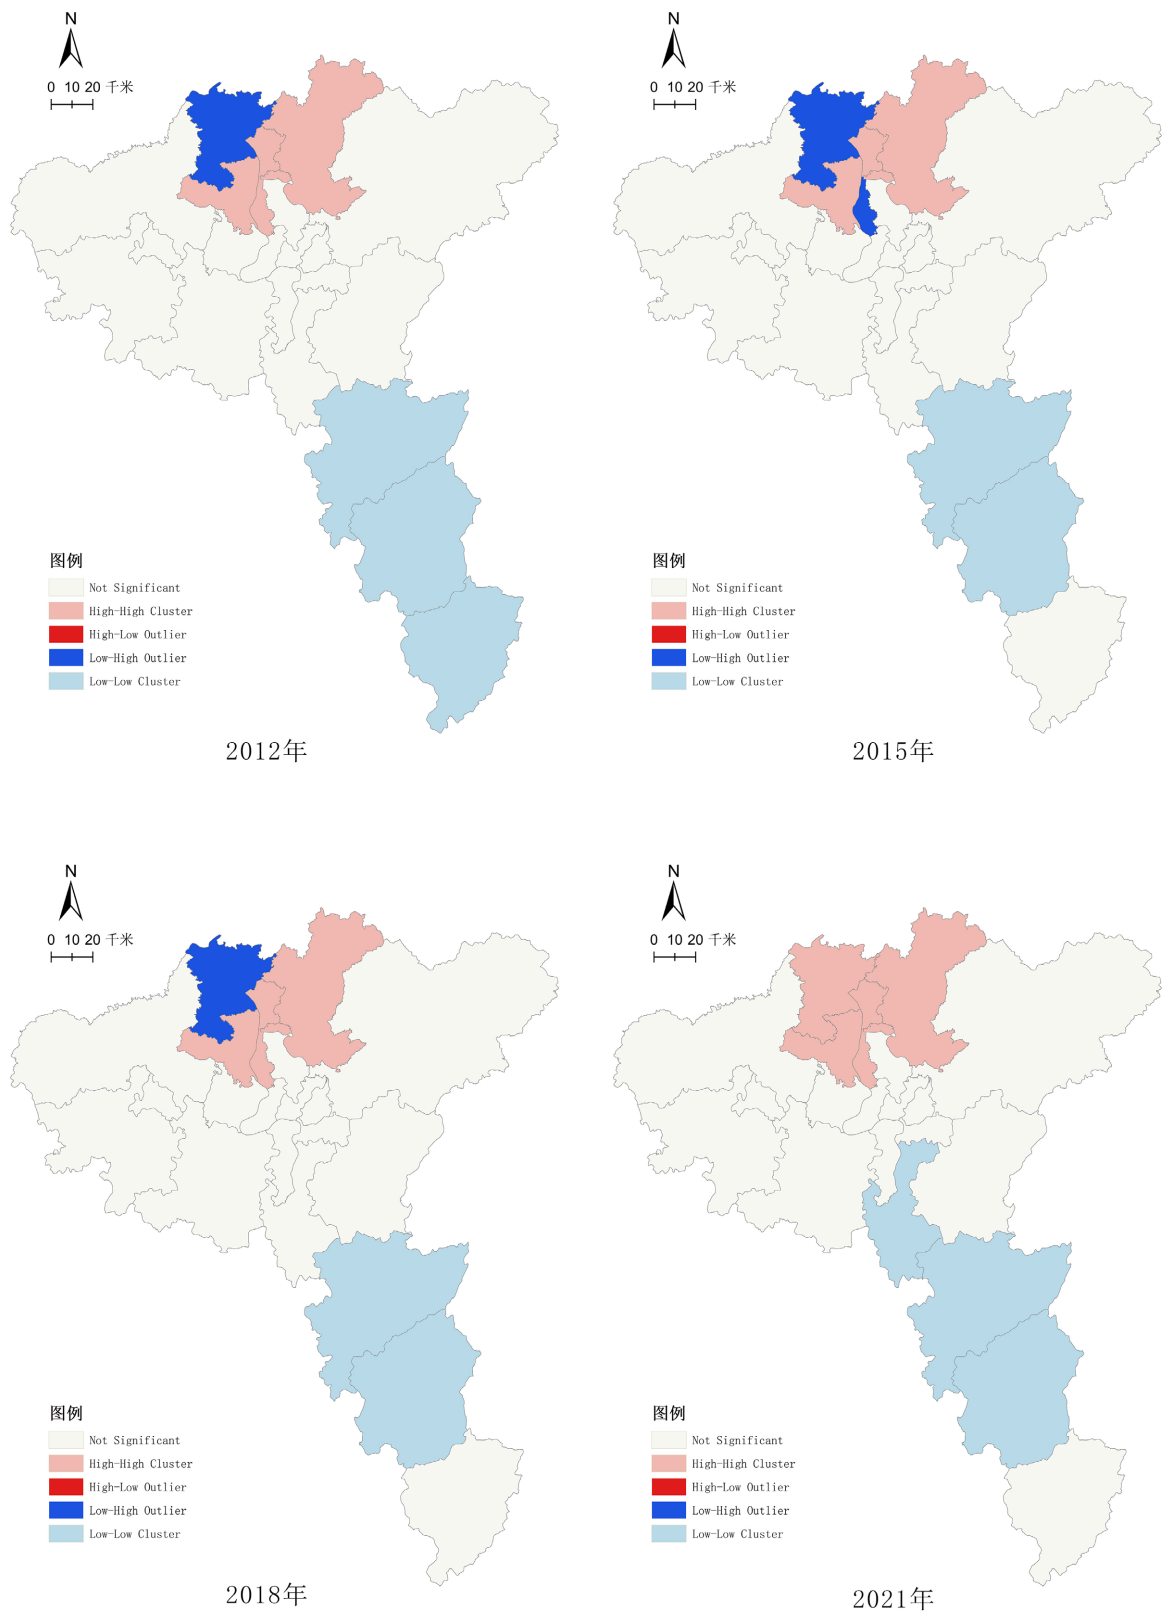 N
0 10 20 千米
图例
Not Significant
High-High Cluster
High-Low Outlier
Low-High Outlier
Low-Low Cluster
2012年
N
0 10 20 千米
图例
Not Significant
High-High Cluster
High-Low Outlier
Low-High Outlier
Low-Low Cluster
2015年
N
0 10 20 千米
图例
Not Significant
High-High Cluster
High-Low Outlier
Low-High Outlier
Low-Low Cluster
2018年
N
0 10 20 千米
图例
Not Significant
High-High Cluster
High-Low Outlier
Low-High Outlier
Low-Low Cluster
2021年